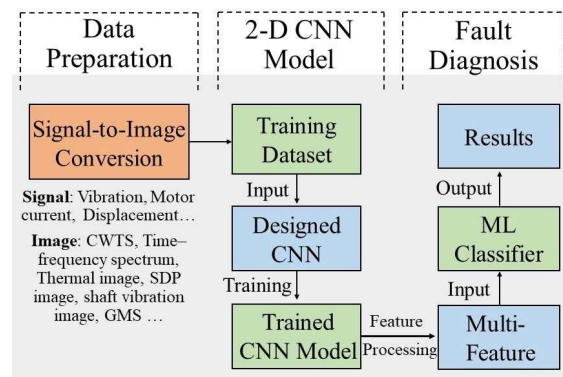 Data
Preparation
2-D CNN
Model
Fault
Diagnosis
Signal-to-Image
Conversion
Signal: Vibration, Motor
current, Displacement…
Image: CWTS, Time–
frequency spectrum,
Thermal image, SDP
image, shaft vibration
image, GMS …
Training
Dataset
Input
Designed
CNN
Training
Trained
CNN Model
Feature
Processing
Results
Output
ML
Classifier
Input
Multi-
Feature